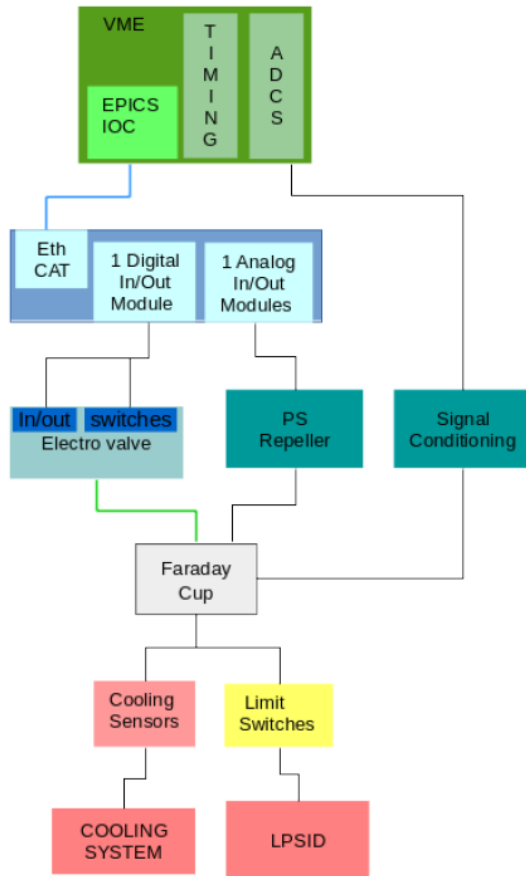 VME
EPICS
IOC
T
I
M
I
N
G
A
D
C
S
Eth
CAT
1 Digital
In/Out
Module
1 Analog
In/Out
Modules
In/out
switches
Electro valve
PS
Repeller
Signal
Conditioning
Faraday
Cup
Cooling
Sensors
Limit
Switches
COOLING
SYSTEM
LPSID